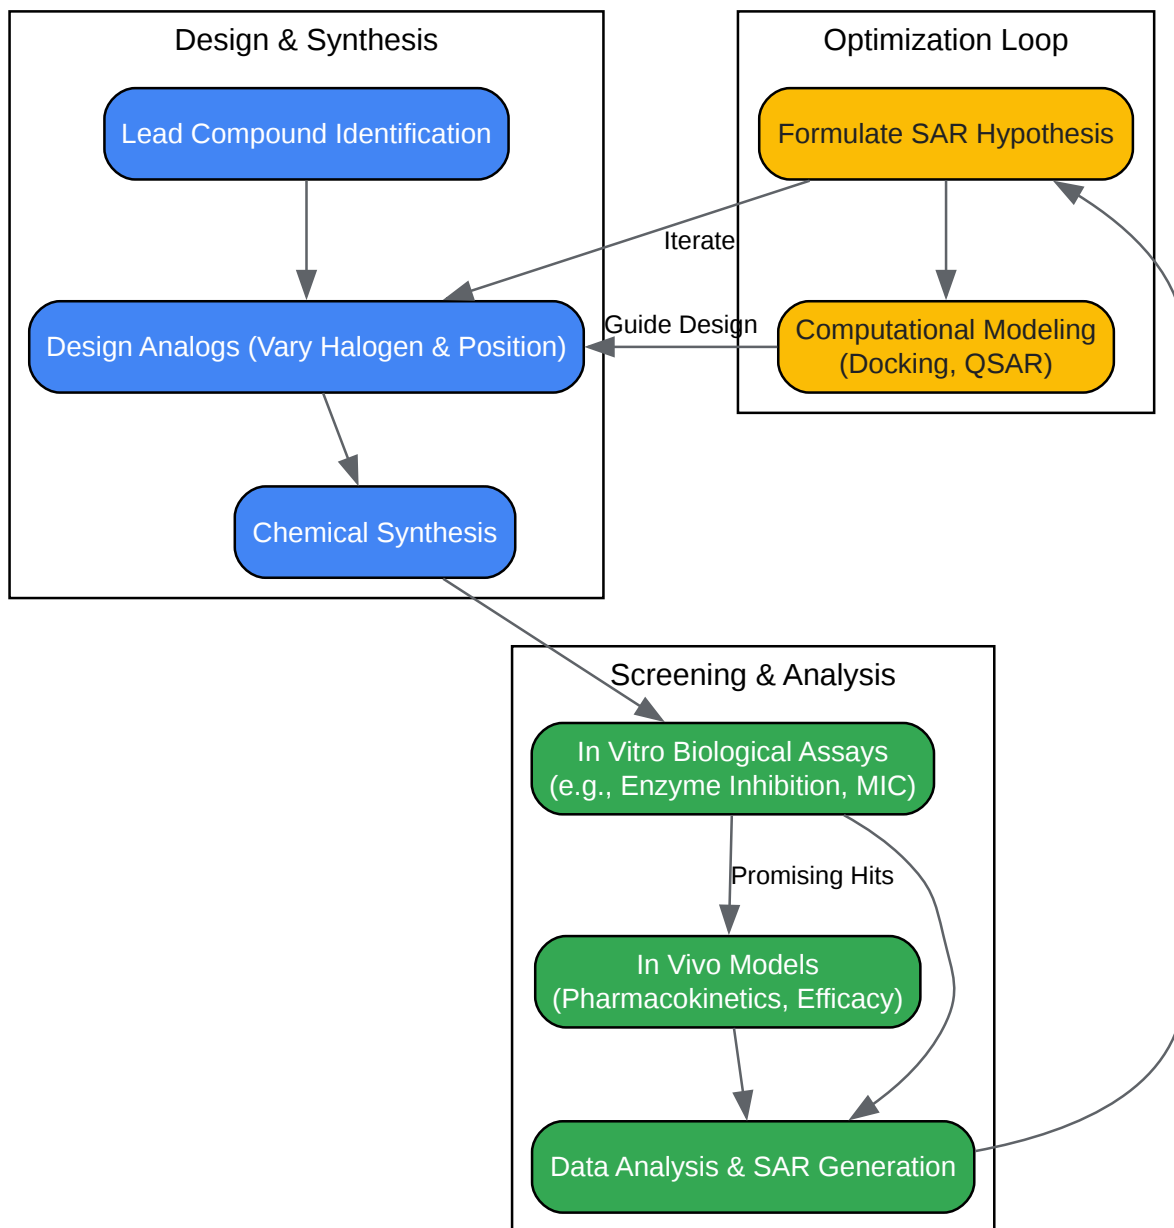 Design & Synthesis
Lead Compound Identification
Design Analogs (Vary Halogen & Position)
Chemical Synthesis
Optimization Loop
Formulate SAR Hypothesis
Iterate
Guide Design
Computational Modeling
(Docking, QSAR)
Screening & Analysis
In Vitro Biological Assays
(e.g., Enzyme Inhibition, MIC)
Promising Hits
In Vivo Models
(Pharmacokinetics, Efficacy)
Data Analysis & SAR Generation